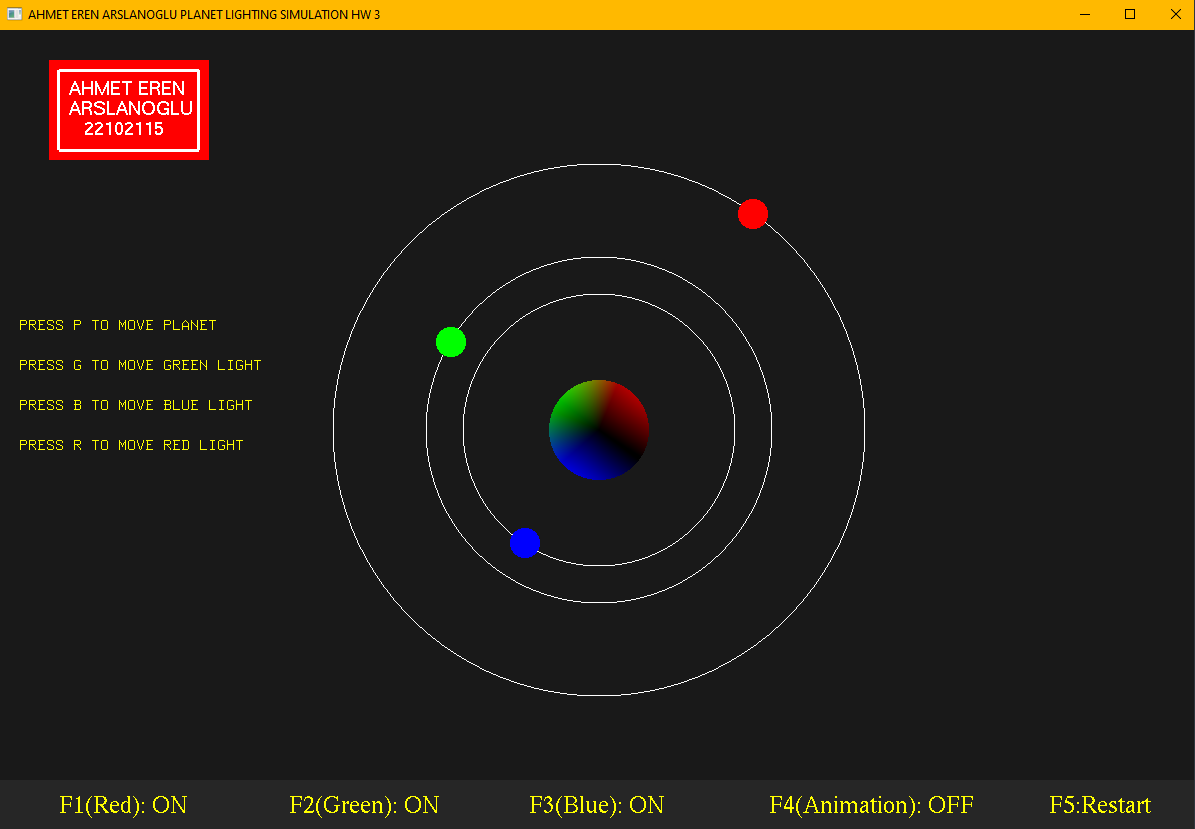 AHMET EREN ARSLANOGLU PLANET LIGHTING SIMULATION HW 3
AHMET EREN
ARSLANOGLU
22102115
PRESS P TO MOVE PLANET
PRESS G TO MOVE GREEN LIGHT
PRESS B TO MOVE BLUE LIGHT
PRESS R TO MOVE RED LIGHT
F1(Red): ON F2(Green): ON F3(Blue): ON F4(Animation): OFF F5:Restart